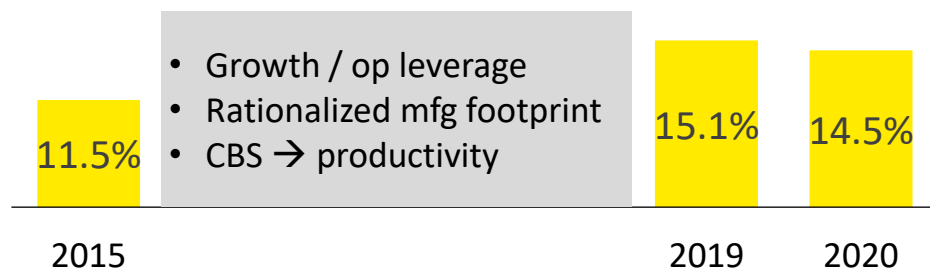 • Growth / op leverage
• Rationalized mfg footprint
• CBS → productivity
11.5%
15.1%
14.5%
2015
2019
2020